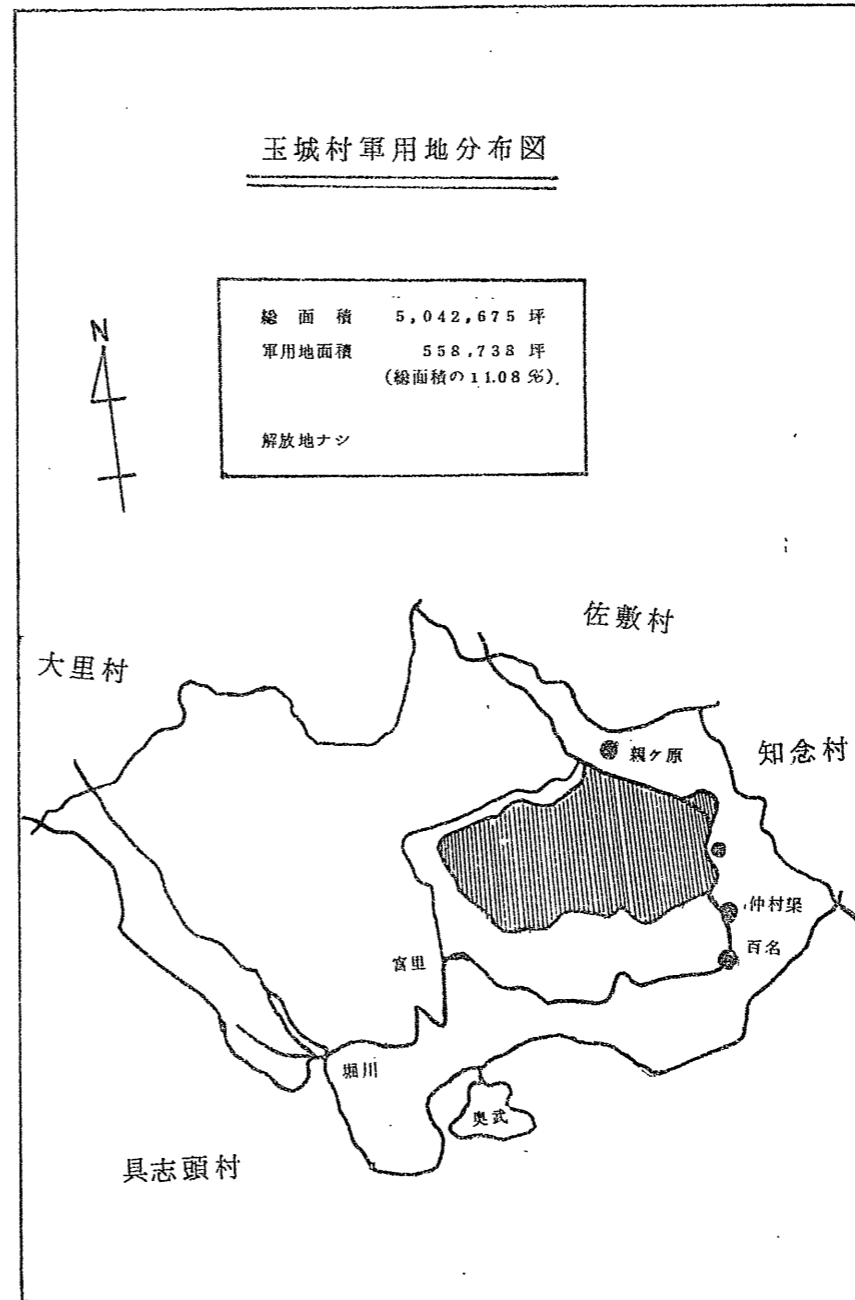 玉城村軍用地分布図
総面積 5,042,675 坪
軍用地面積 558,738 坪
(総面積の11.08%).
解放地ナシ
N
佐敷村
大里村
知念村
親ケ原
仲村渠
百名
宮里
堀川
奥武
具志頭村